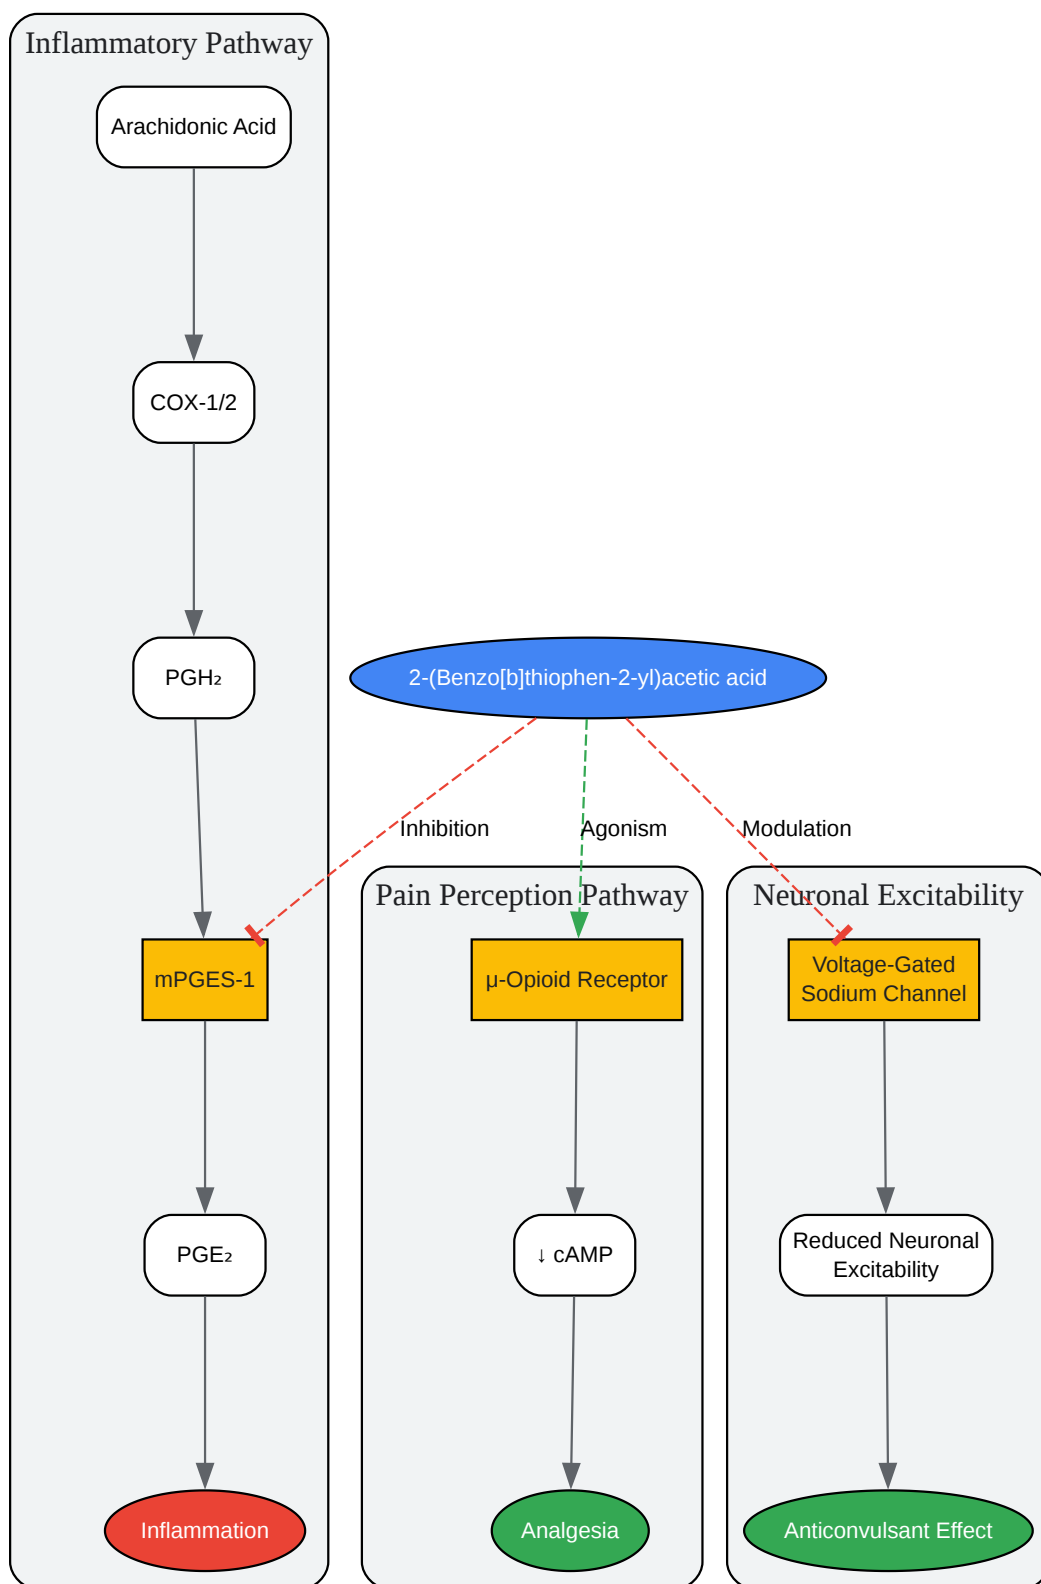 Inflammatory Pathway
Arachidonic Acid
COX-1/2
PGH₂
2-(Benzo[b]thiophen-2-yl)acetic acid
Inhibition
Agonism
Modulation
Pain Perception Pathway
Neuronal Excitability
mPGES-1
μ-Opioid Receptor
Voltage-Gated
Sodium Channel
PGE₂
↓ cAMP
Reduced Neuronal
Excitability
Inflammation
Analgesia
Anticonvulsant Effect